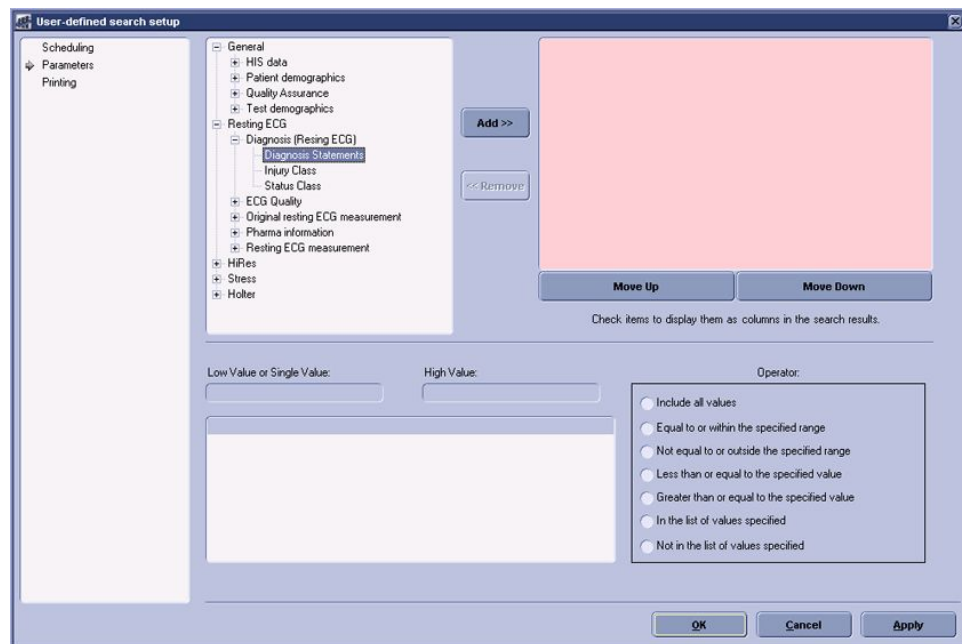 User-defined search setup
Scheduling
Parameters
Printing
General
HIS data
Patient demographics
Quality Assurance
Test demographics
Resting ECG
Diagnosis (Resing ECG)
Diagnosis Statements
Injury Class
Status Class
ECG Quality
Original resting ECG measurement
Pharma information
Resting ECG measurement
HiRes
Stress
Holter
Add >>
<< Remove
Move Up
Move Down
Check items to display them as columns in the search results.
Low Value or Single Value:
High Value:
Operator:
Include all values
Equal to or within the specified range
Not equal to or outside the specified range
Less than or equal to the specified value
Greater than or equal to the specified value
In the list of values specified
Not in the list of values specified
OK
Cancel
Apply